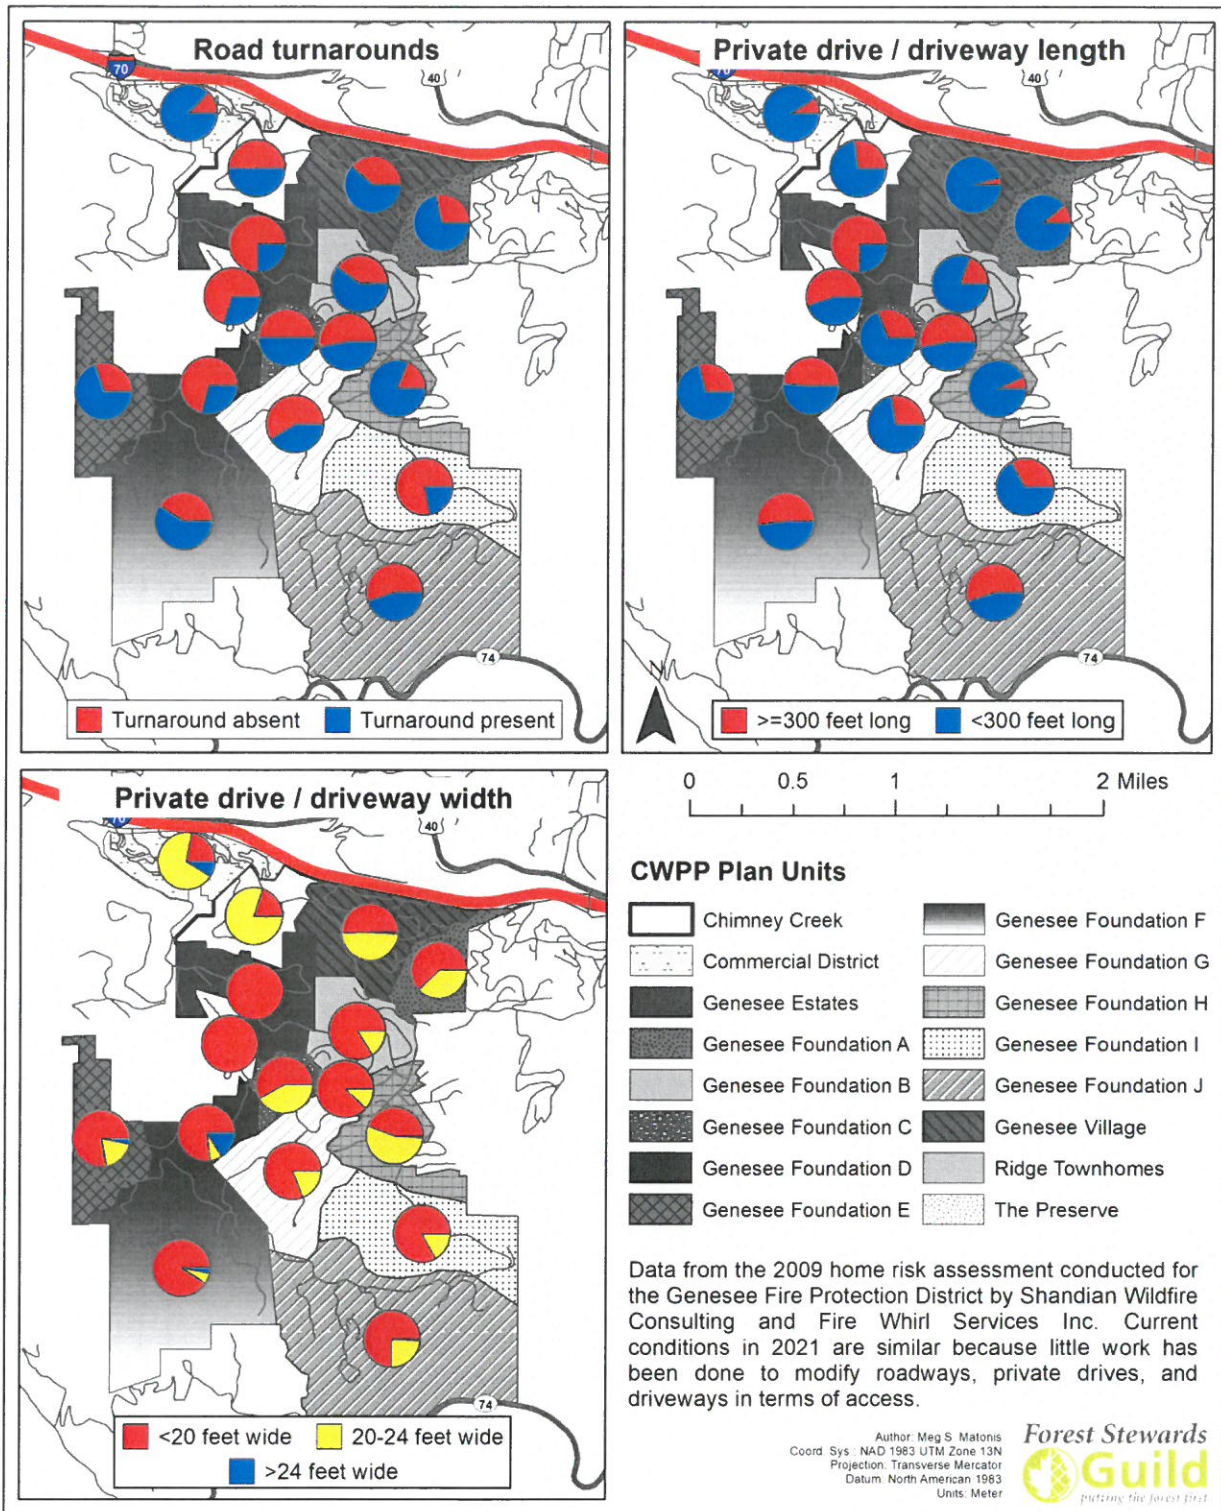 Road turnarounds
70
40
74
Turnaround absent
Turnaround present
Private drive / driveway length
70
40
74
N
>=300 feet long
<300 feet long
Private drive / driveway width
70
40
74
<20 feet wide
20-24 feet wide
>24 feet wide
0 0.5 1 2 Miles
CWPP Plan Units
Chimney Creek
Commercial District
Genesee Estates
Genesee Foundation A
Genesee Foundation B
Genesee Foundation C
Genesee Foundation D
Genesee Foundation E
Genesee Foundation F
Genesee Foundation G
Genesee Foundation H
Genesee Foundation I
Genesee Foundation J
Genesee Village
Ridge Townhomes
The Preserve
Data from the 2009 home risk assessment conducted for
the Genesee Fire Protection District by Shandian Wildfire
Consulting and Fire Whirl Services Inc. Current
conditions in 2021 are similar because little work has
been done to modify roadways, private drives, and
driveways in terms of access.
Author: Meg S. Matonis
Coord. Sys.: NAD 1983 UTM Zone 13N
Projection: Transverse Mercator
Datum: North American 1983
Units: Meter
Forest Stewards
Guild
putting the forest first